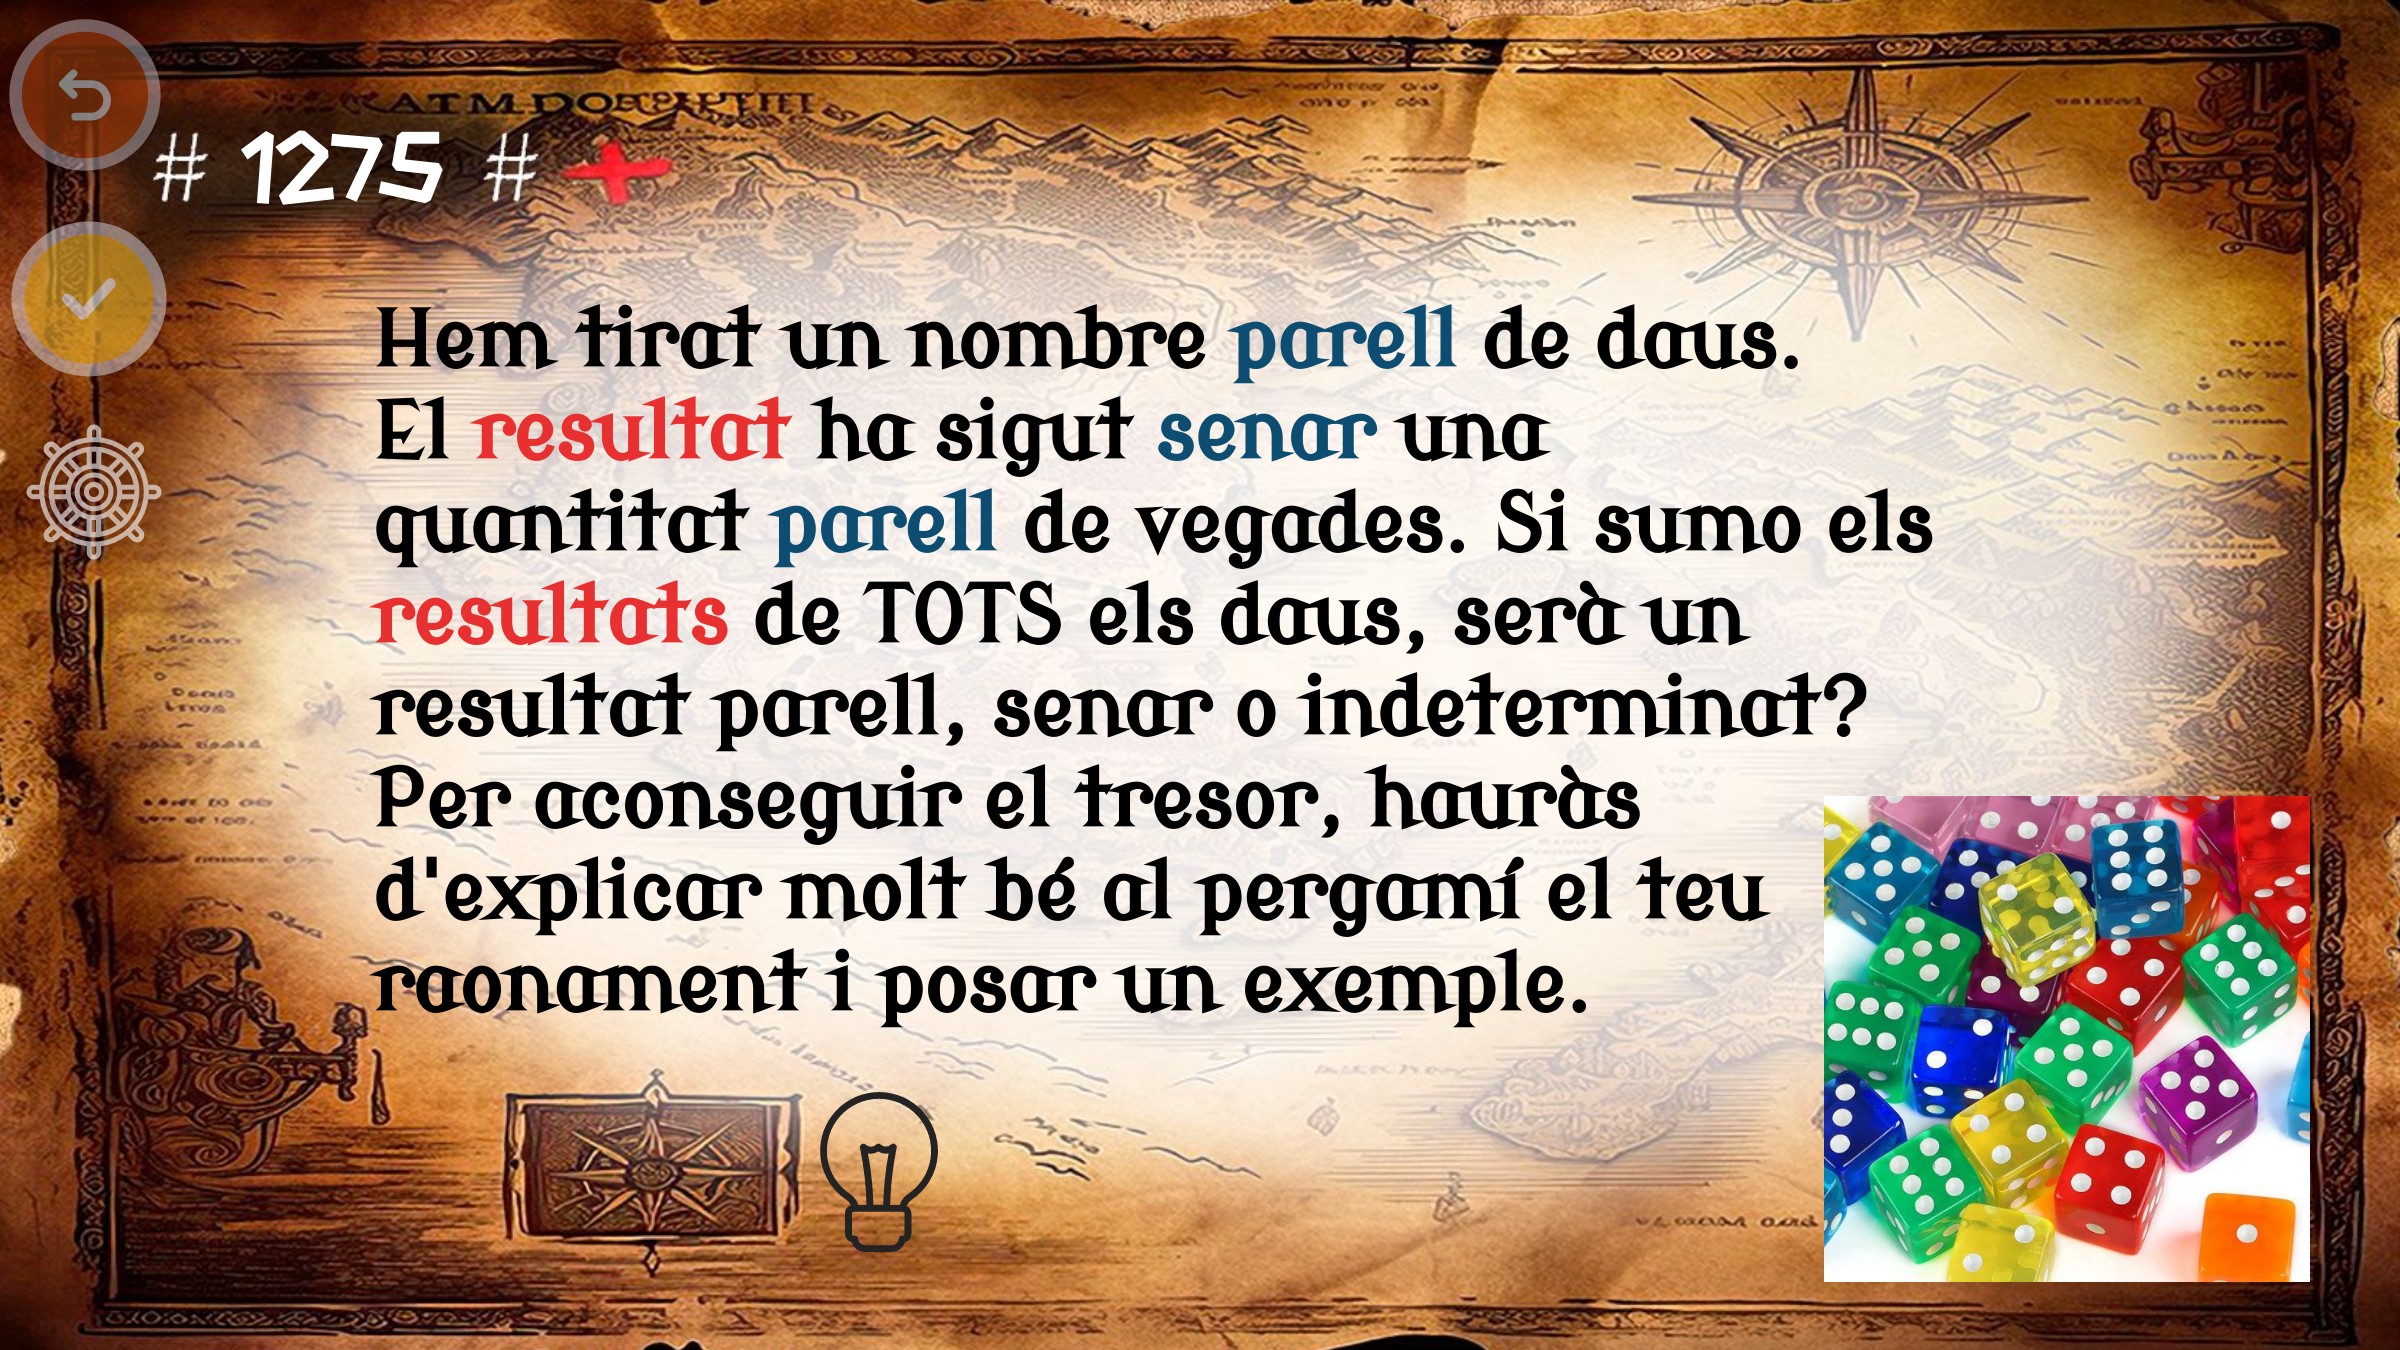 # 1275 #
Hem tirat un nombre parell de daus.
El resultat ha sigut senar una
quantitat parell de vegades. Si sumo els
resultats de TOTS els daus, serà un
resultat parell, senar o indeterminat?
Per aconseguir el tresor, hauràs
d'explicar molt bé al pergamí el teu
raonament i posar un exemple.